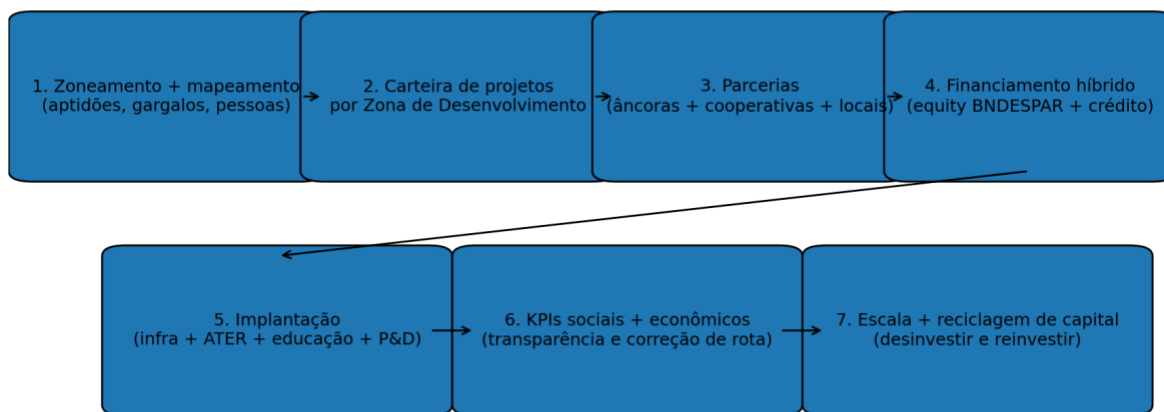 1. Zoneamento + mapeamento
(aptidões, gargalos, pessoas)
2. Carteira de projetos
por Zona de Desenvolvimento
3. Parcerias
(âncoras + cooperativas + locais)
4. Financiamento híbrido
(equity BNDESPAR + crédito)
5. Implantação
(infra + ATER + educação + P&D)
6. KPIs sociais + econômicos
(transparência e correção de rota)
7. Escala + reciclagem de capital
(desinvestir e reinvestir)